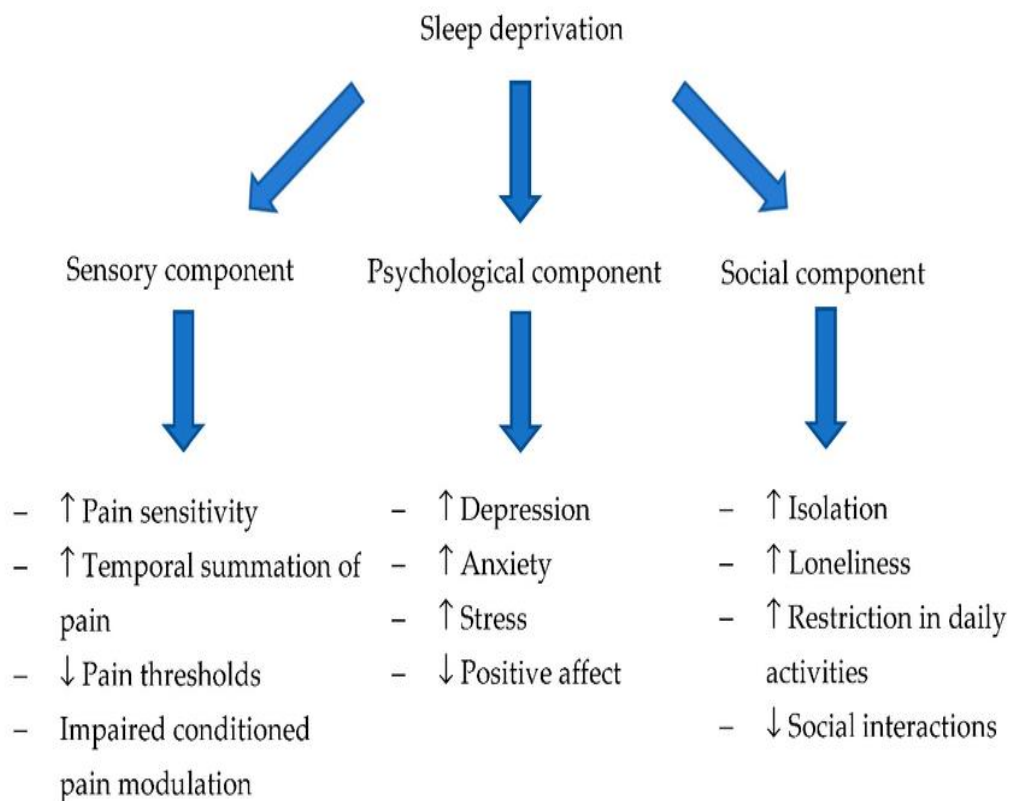 Sleep deprivation
Sensory component
Psychological component
Social component
– ↑ Pain sensitivity
– ↑ Temporal summation of
pain
– ↓ Pain thresholds
– Impaired conditioned
pain modulation
– ↑ Depression
– ↑ Anxiety
– ↑ Stress
– ↓ Positive affect
– ↑ Isolation
– ↑ Loneliness
– ↑ Restriction in daily
activities
– ↓ Social interactions